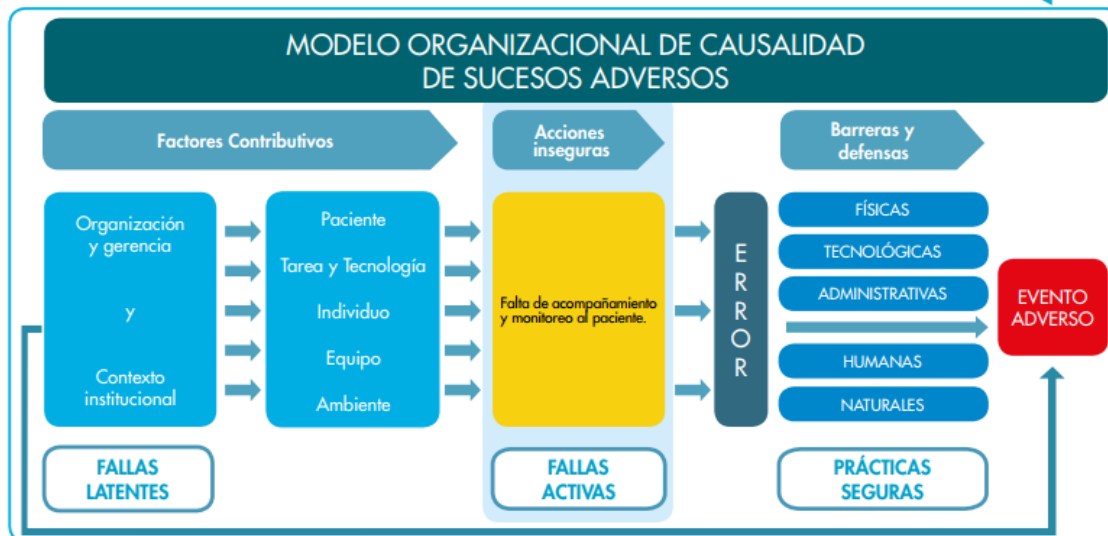 MODELO ORGANIZACIONAL DE CAUSALIDAD
DE SUCESOS ADVERSOS
Factores Contributivos
Acciones
inseguras
Barreras y
defensas
Organización
y gerencia
y
Contexto
institucional
Paciente
Tarea y Tecnología
Individuo
Equipo
Ambiente
Falta de acompañamiento
y monitoreo al paciente.
ERROR
FÍSICAS
TECNOLÓGICAS
ADMINISTRATIVAS
HUMANAS
NATURALES
EVENTO
ADVERSO
FALLAS
LATENTES
FALLAS
ACTIVAS
PRÁCTICAS
SEGURAS